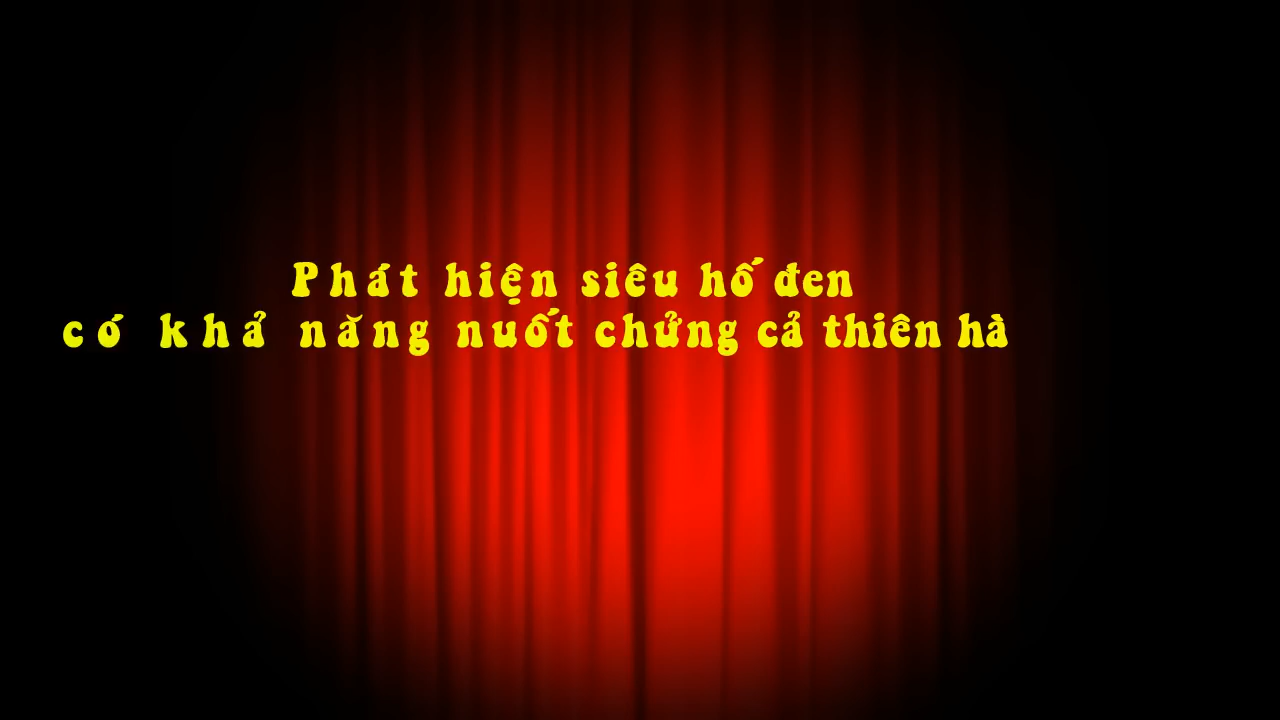 Phát hiện siêu hố đen
có khả năng nuốt chửng cả thiên hà